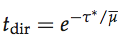 t_dir = e^{-τ*/μ̅}